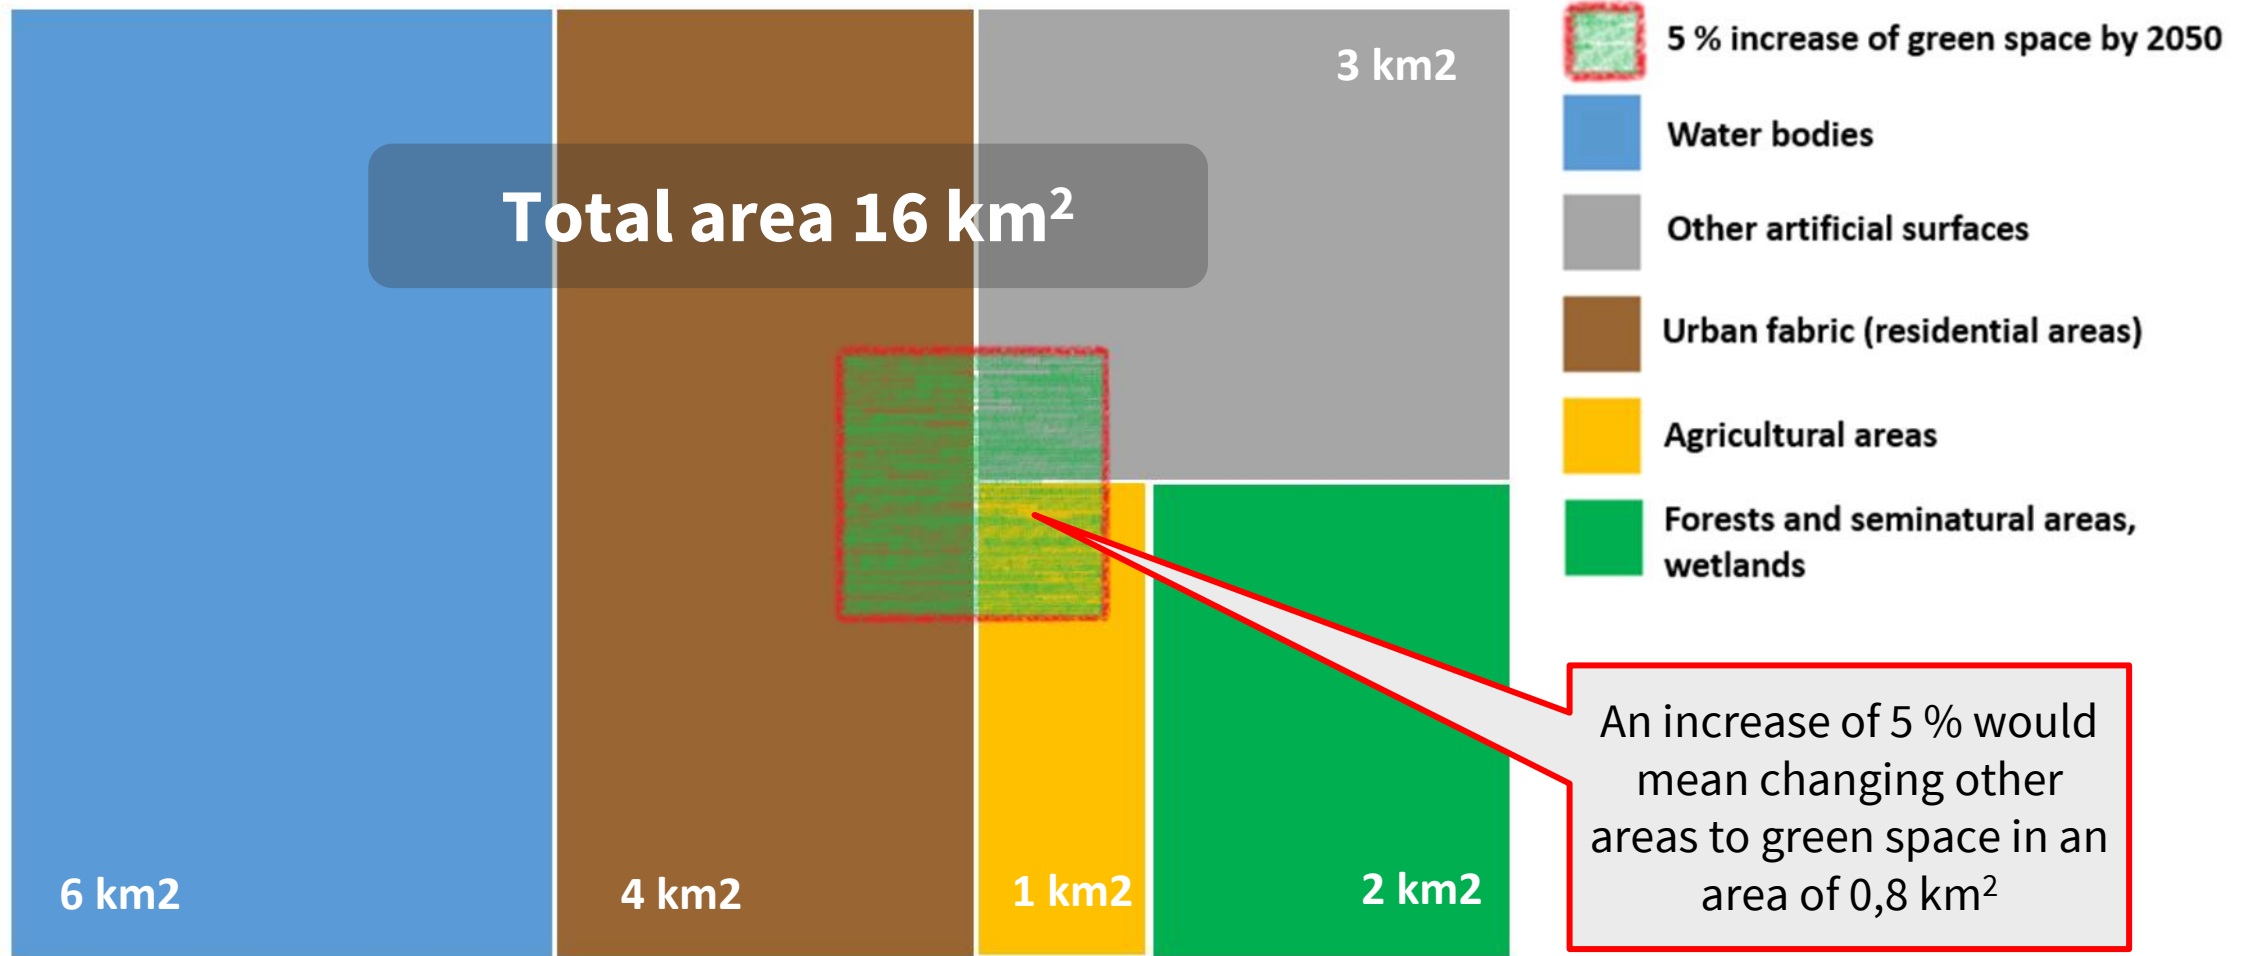 3 km2
Total area 16 km²
6 km2
4 km2
1 km2
2 km2
5 % increase of green space by 2050
Water bodies
Other artificial surfaces
Urban fabric (residential areas)
Agricultural areas
Forests and seminatural areas,
wetlands
An increase of 5 % would
mean changing other
areas to green space in an
area of 0,8 km²